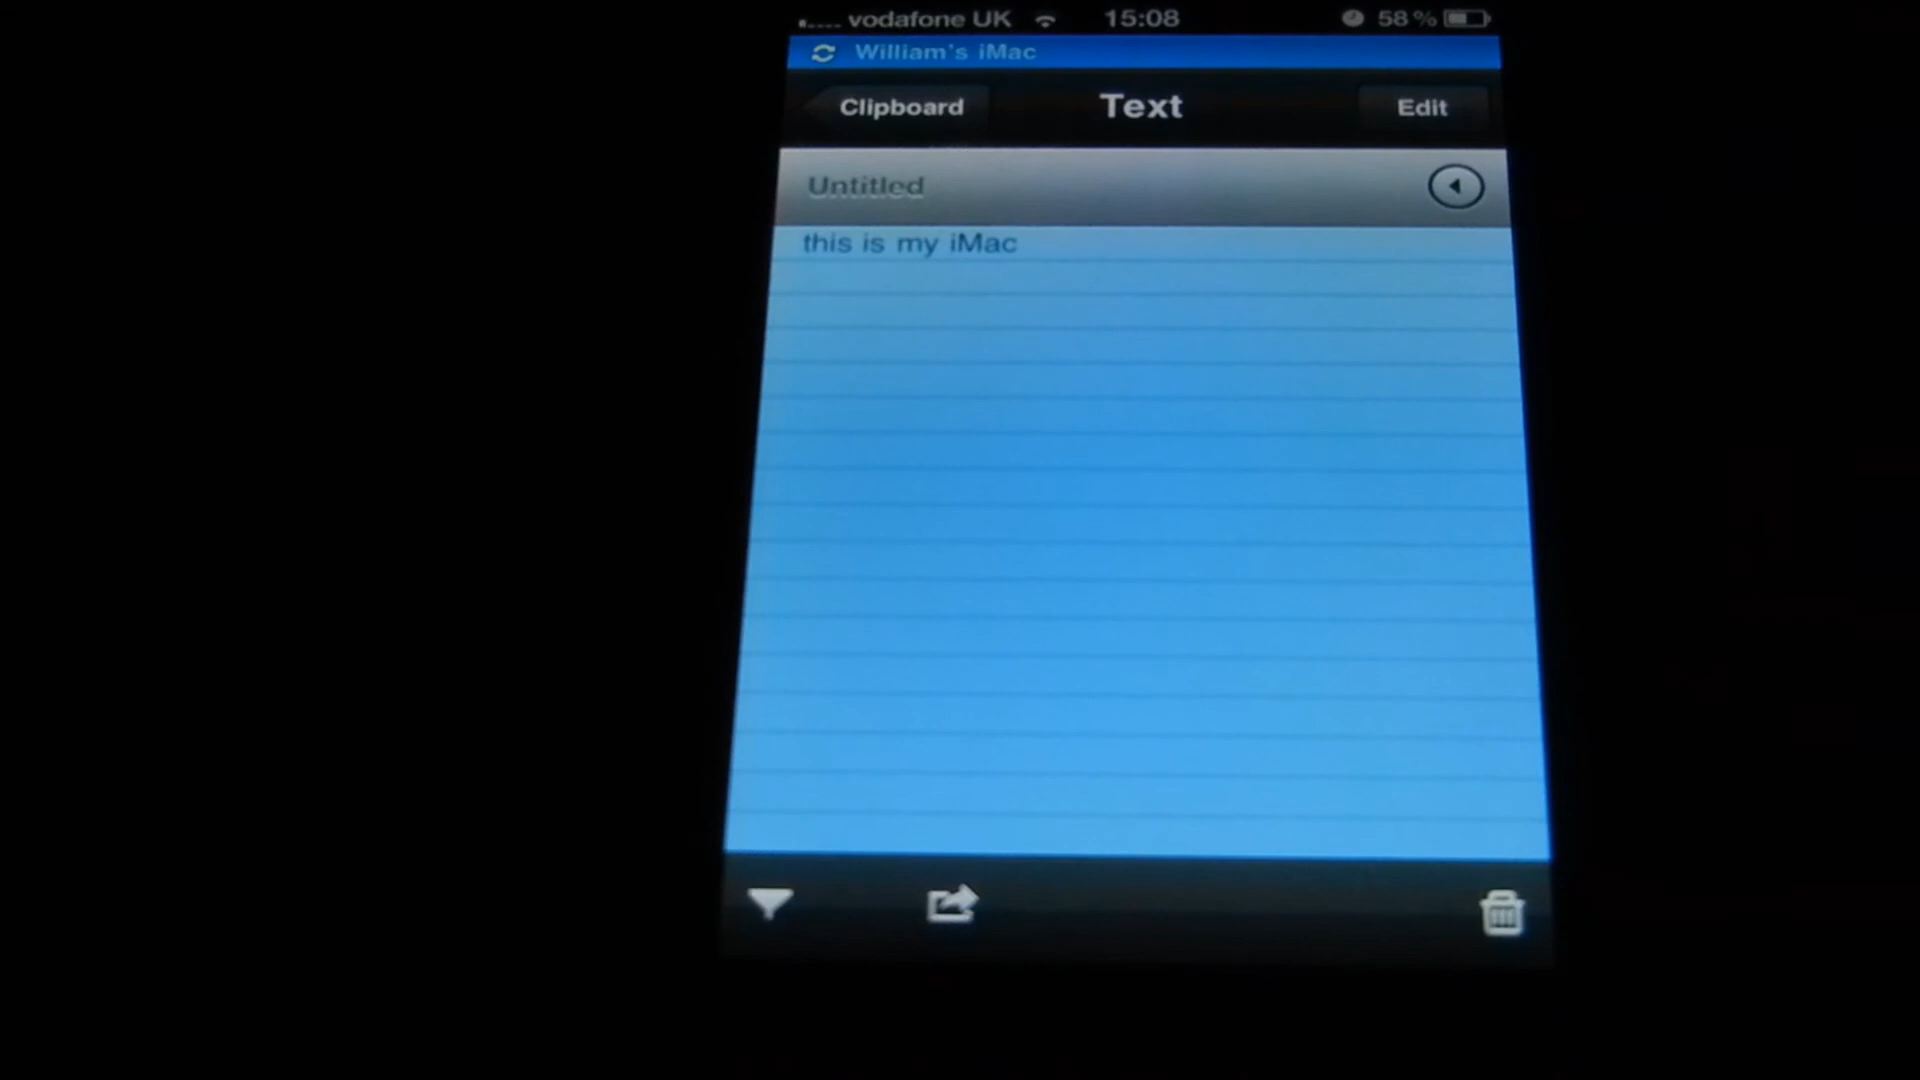 vodafone UK 15:08 58%
William's iMac
Clipboard Text Edit
Untitled
this is my iMac